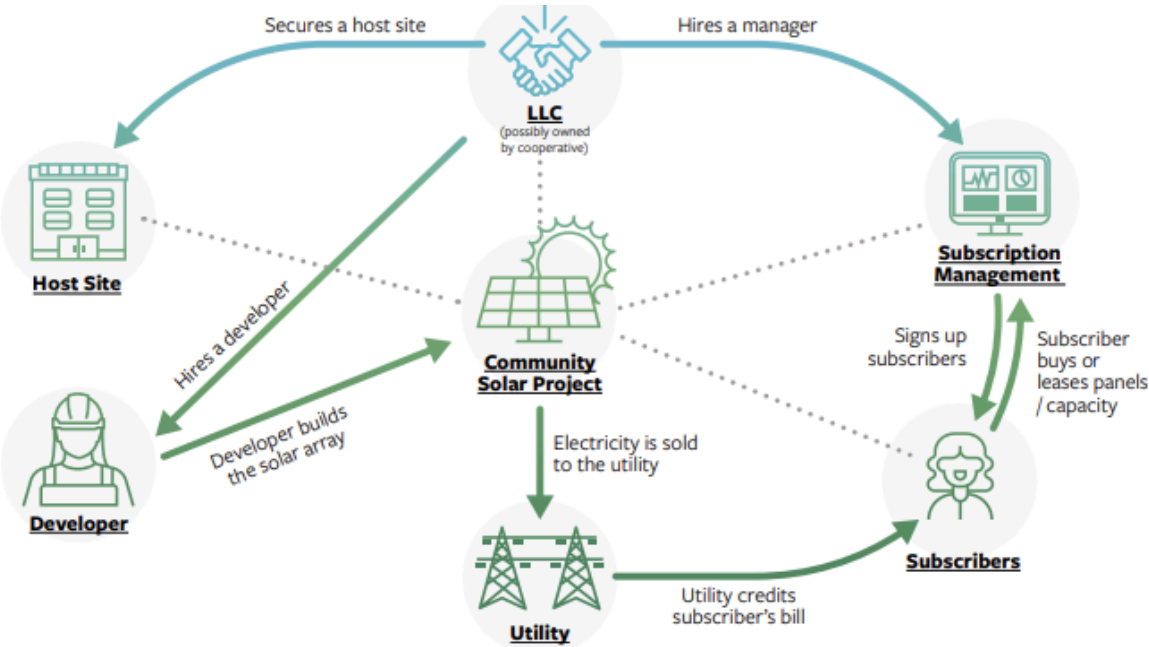 Secures a host site
Hires a manager
LLC
(possibly owned
by cooperative)
Host Site
Subscription
Management
Hires a developer
Community
Solar Project
Signs up
subscribers
Subscriber
buys or
leases panels
/ capacity
Developer builds
the solar array
Electricity is sold
to the utility
Developer
Subscribers
Utility credits
subscriber's bill
Utility